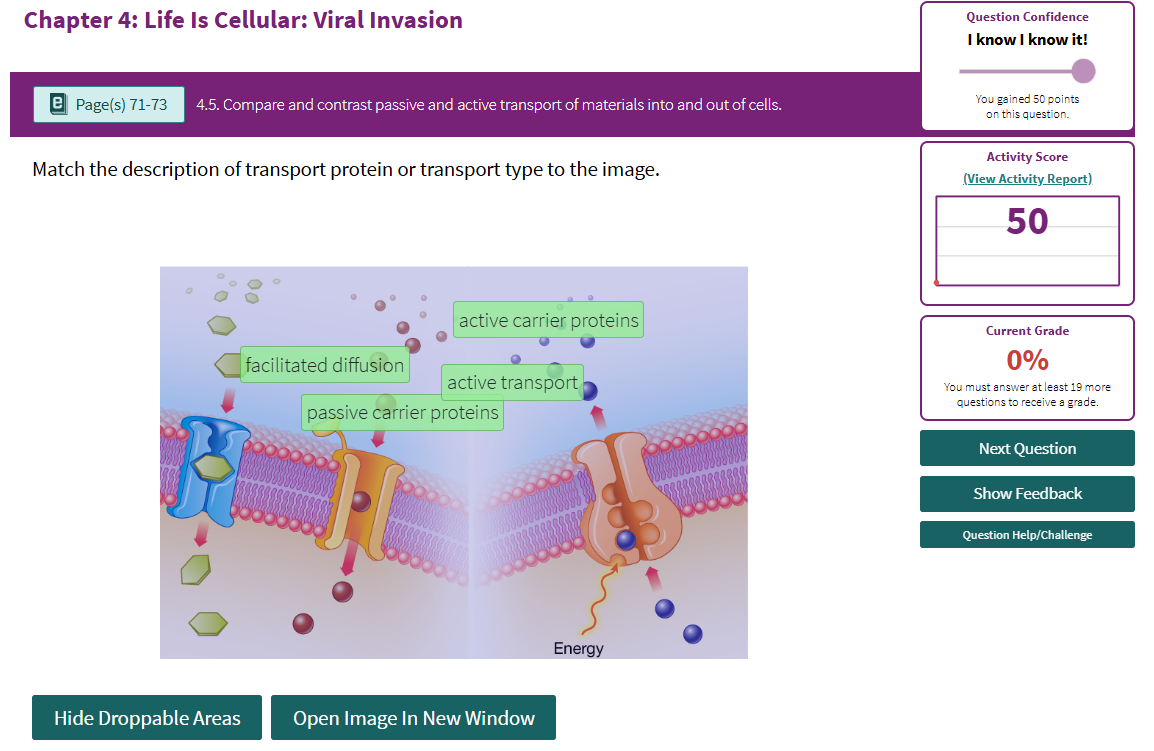 Chapter 4: Life Is Cellular: Viral Invasion
Page(s) 71-73
4.5. Compare and contrast passive and active transport of materials into and out of cells.
Match the description of transport protein or transport type to the image.
active carrier proteins
facilitated diffusion
active transport
passive carrier proteins
Energy
Hide Droppable Areas
Open Image In New Window
Question Confidence
I know I know it!
You gained 50 points
on this question.
Activity Score
(View Activity Report)
50
Current Grade
0%
You must answer at least 19 more
questions to receive a grade.
Next Question
Show Feedback
Question Help/Challenge